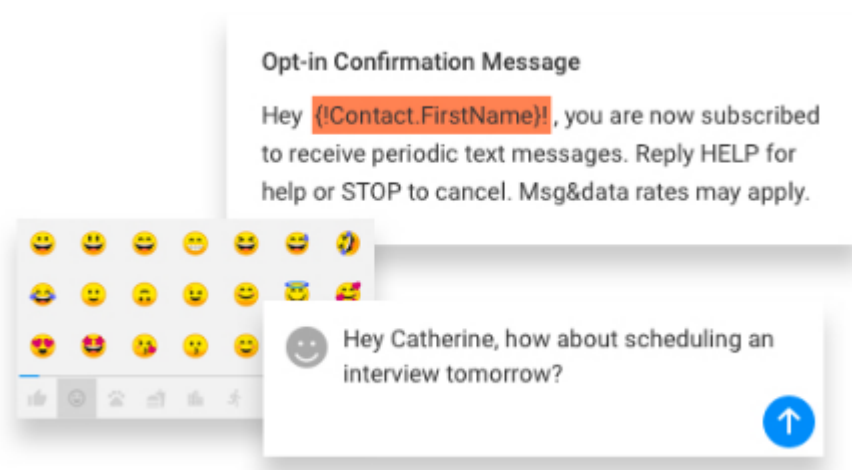 Opt-in Confirmation Message
Hey {!Contact.FirstName}!, you are now subscribed
to receive periodic text messages. Reply HELP for
help or STOP to cancel. Msg&data rates may apply.
Hey Catherine, how about scheduling an
interview tomorrow?